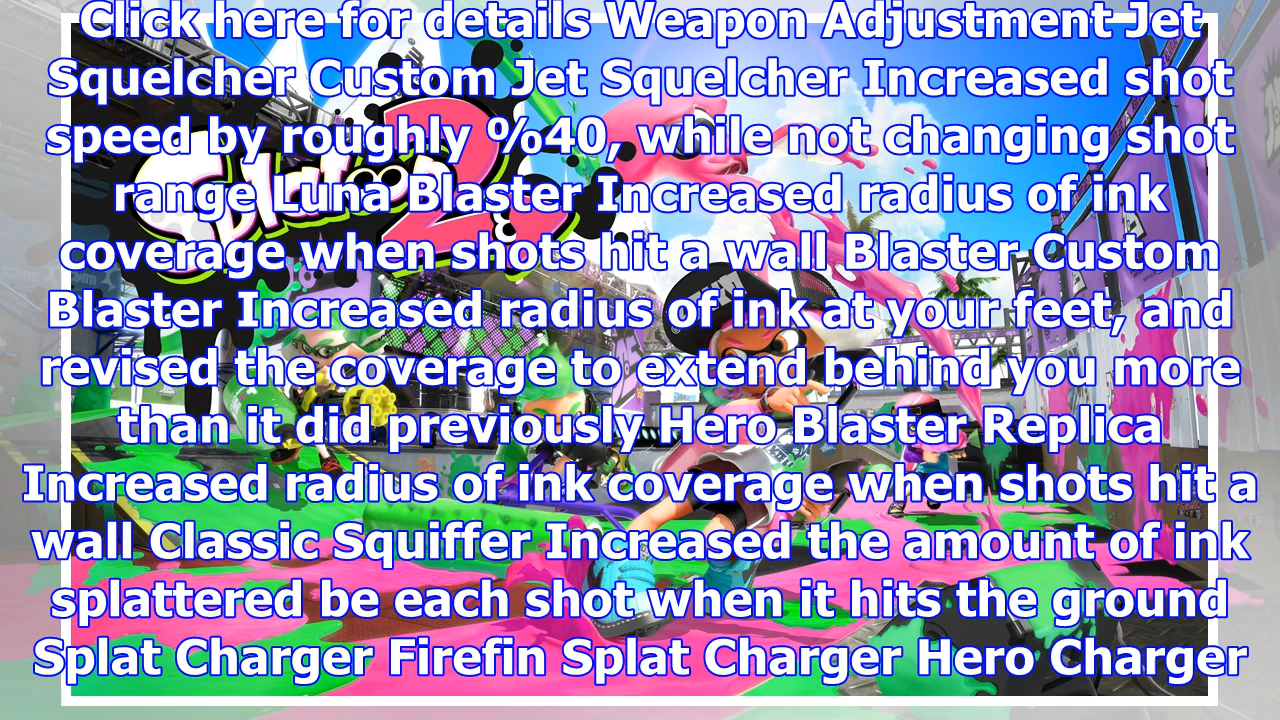 Click here for details Weapon Adjustment Jet
Squelcher Custom Jet Squelcher Increased shot
speed by roughly %40, while not changing shot
range Luna Blaster Increased radius of ink
coverage when shots hit a wall Blaster Custom
Blaster Increased radius of ink at your feet, and
revised the coverage to extend behind you more
than it did previously Hero Blaster Replica
Increased radius of ink coverage when shots hit a
wall Classic Squiffer Increased the amount of ink
splattered be each shot when it hits the ground
Splat Charger Firefin Splat Charger Hero Charger
Splatoon 2